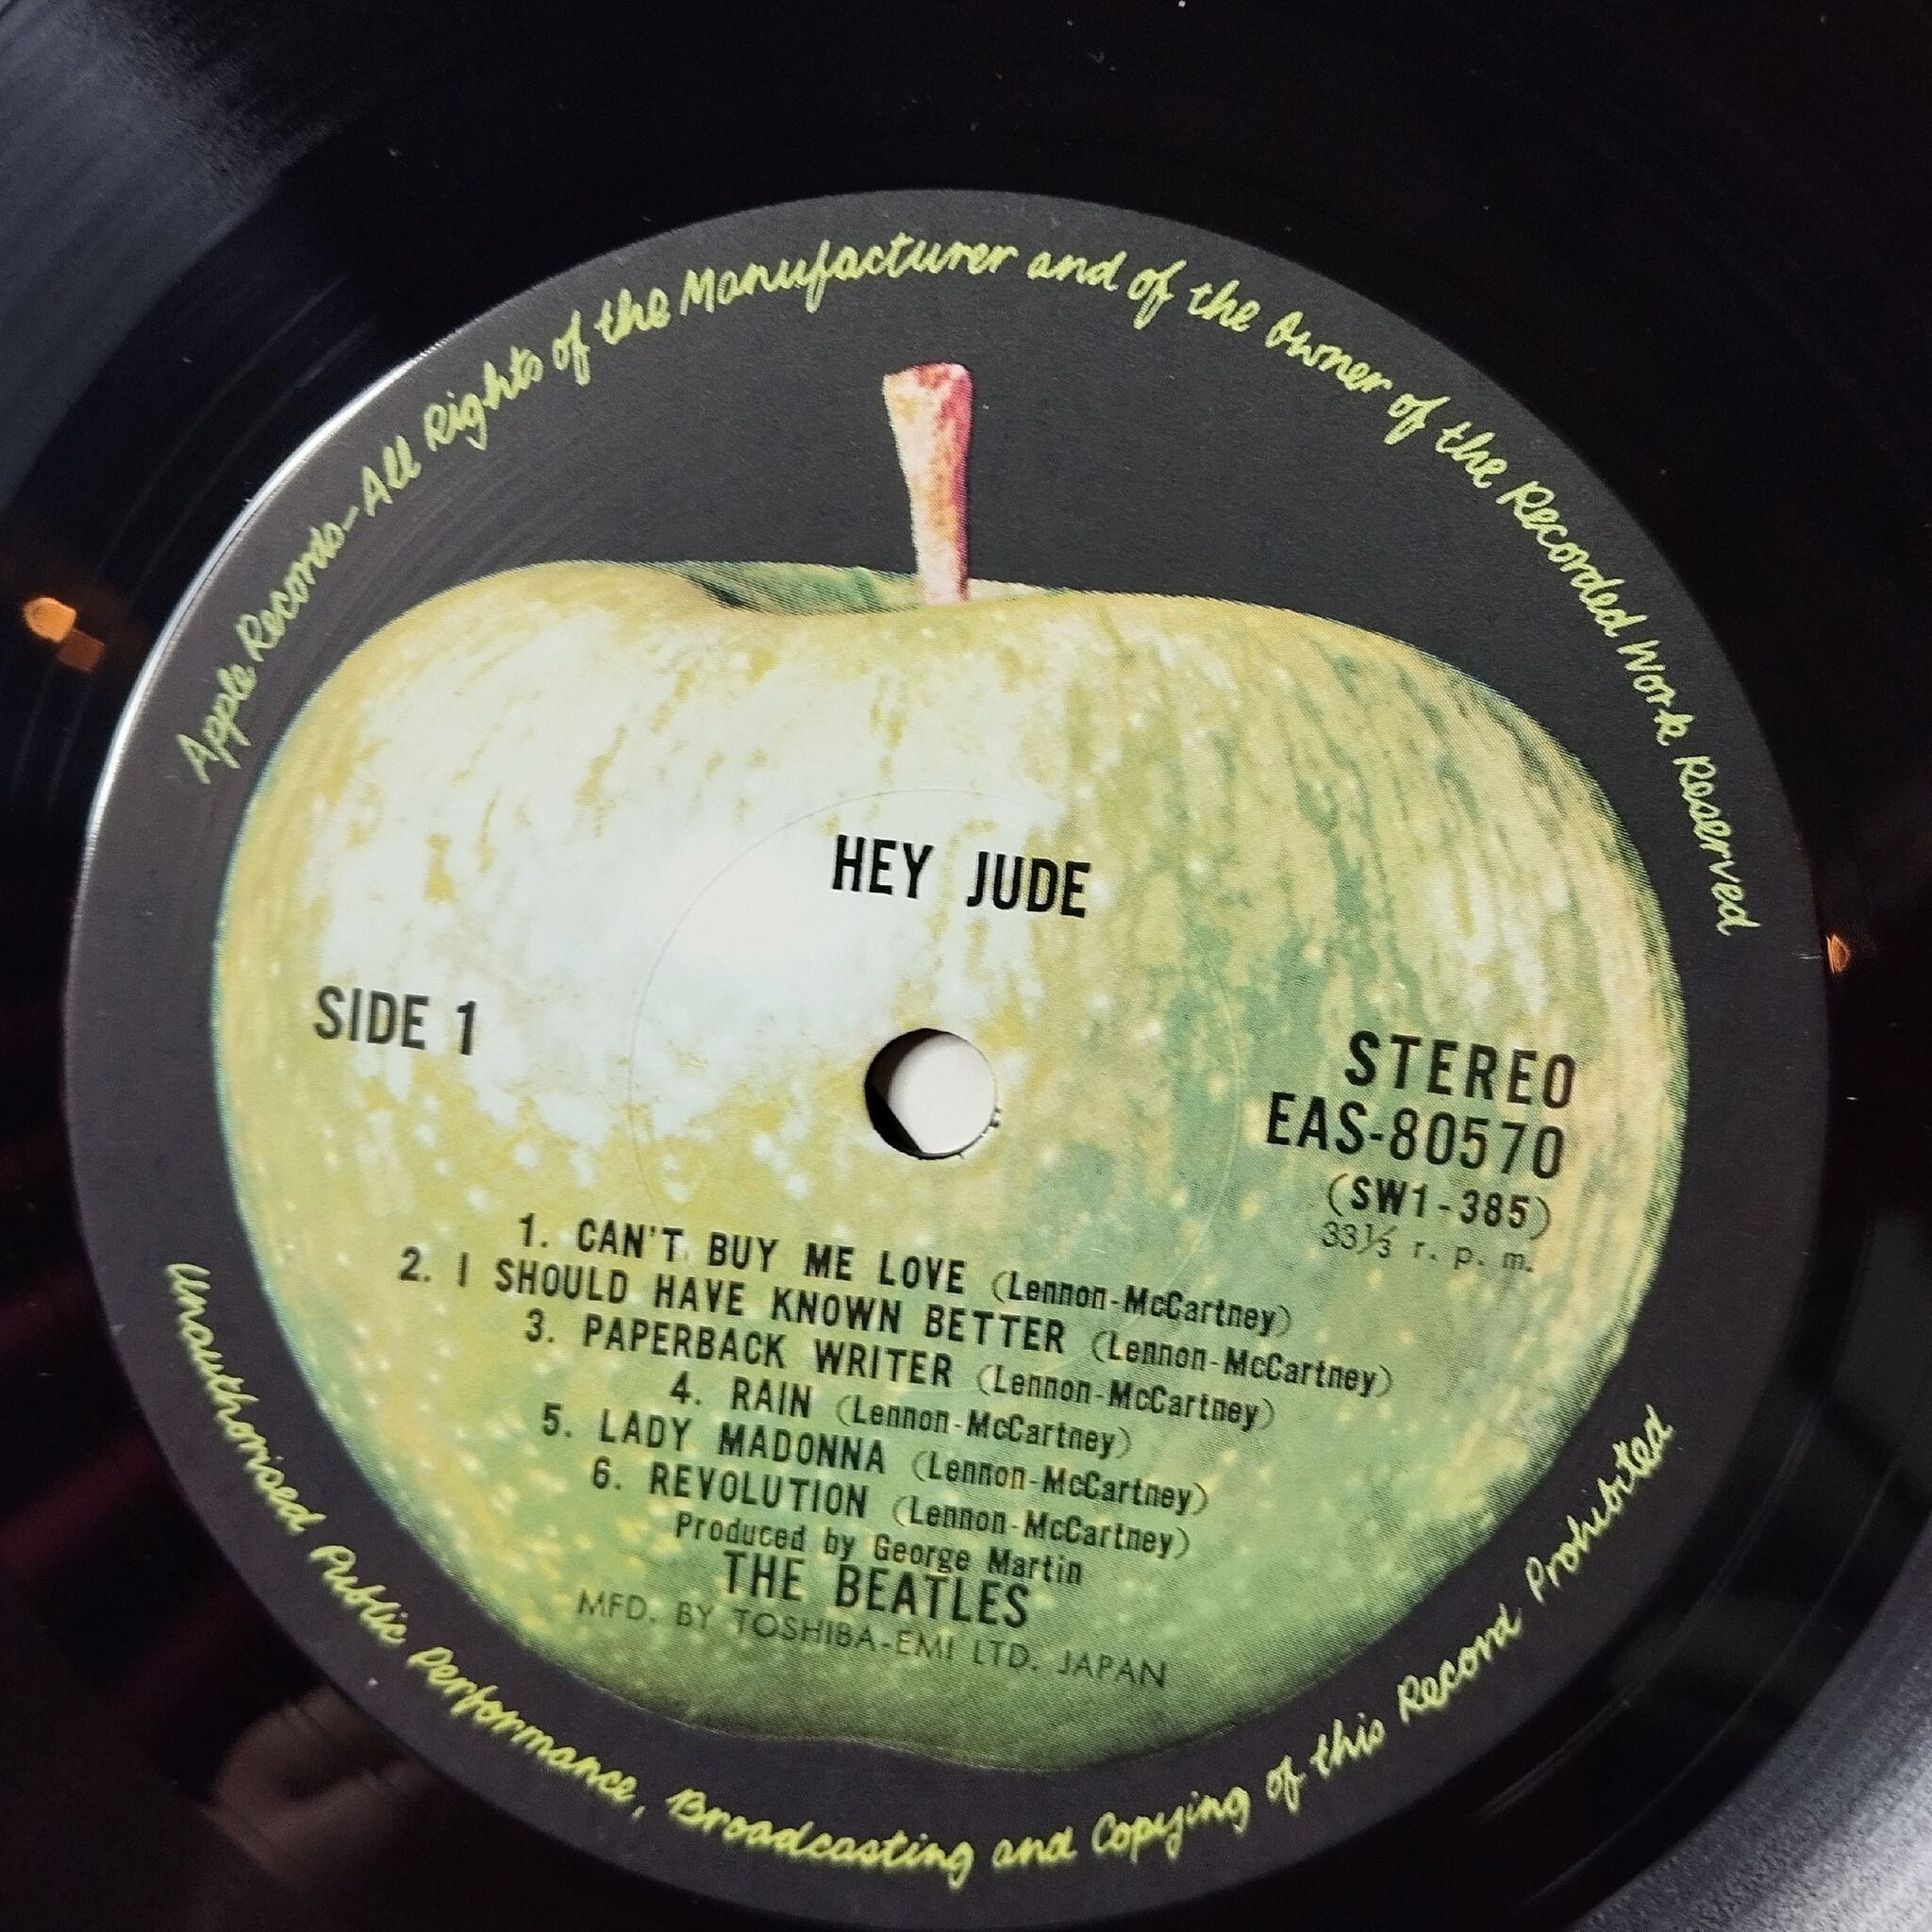 Apple Records-All Rights of the Manufacturer and of the Owner of the Recorded Work Reserved
HEY JUDE
SIDE 1
STEREO
EAS-80570
(SW1-385)
33⅓ r. p. m.
1. CAN'T BUY ME LOVE (Lennon-McCartney)
2. I SHOULD HAVE KNOWN BETTER (Lennon-McCartney)
3. PAPERBACK WRITER (Lennon-McCartney)
4. RAIN (Lennon-McCartney)
5. LADY MADONNA (Lennon-McCartney)
6. REVOLUTION (Lennon-McCartney)
Produced by George Martin
THE BEATLES
MFD. BY TOSHIBA-EMI LTD. JAPAN
Unauthorised Public Performance, Broadcasting and Copying of this Record Prohibited